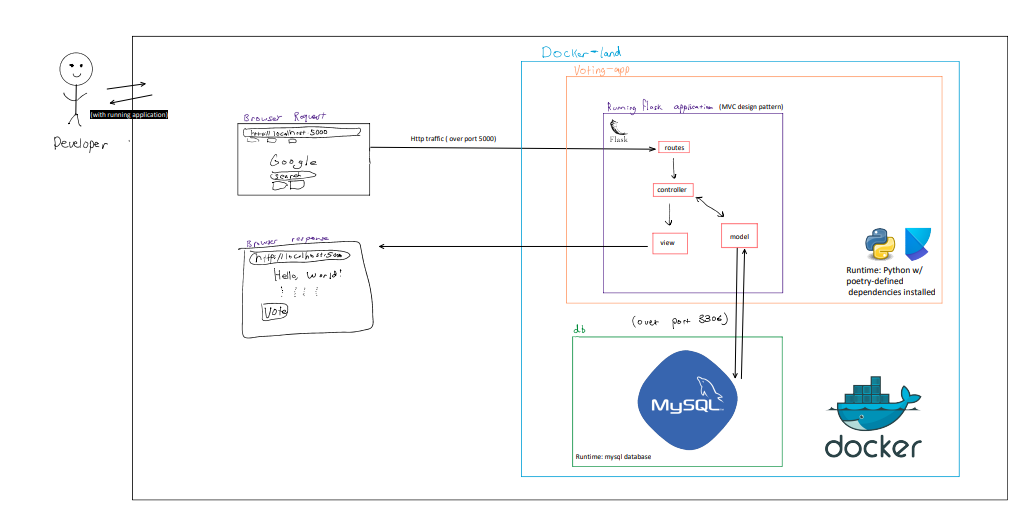 Docker-land
Voting-app
Running flask application (MVC design pattern)
Flask
(with running application)
Developer
Browser Request
http://localhost:5000
Google
search
Http traffic ( over port 5000)
routes
controller
view
model
Browser response
http://localhost:5000
Hello, World!
Vote
Runtime: Python w/
poetry-defined
dependencies installed
(over port 3306)
db
MySQL
Runtime: mysql database
docker